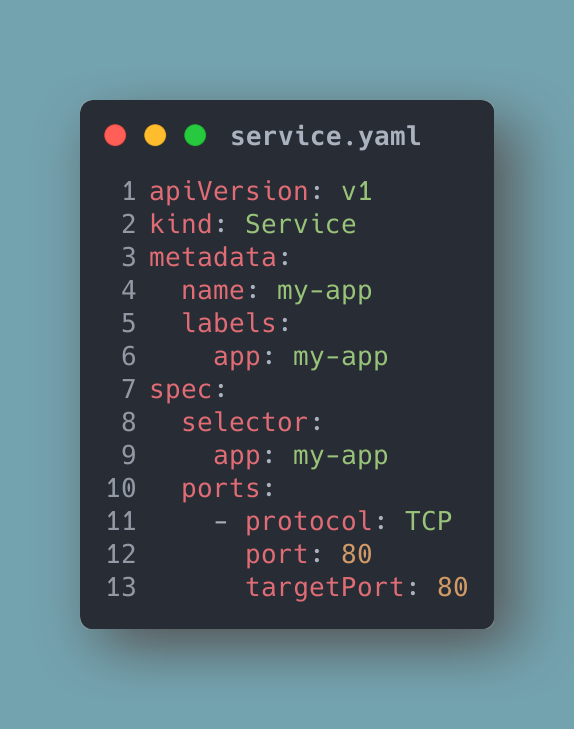 service.yaml
1 apiVersion: v1
2 kind: Service
3 metadata:
4   name: my-app
5   labels:
6     app: my-app
7 spec:
8   selector:
9     app: my-app
10   ports:
11     - protocol: TCP
12       port: 80
13       targetPort: 80